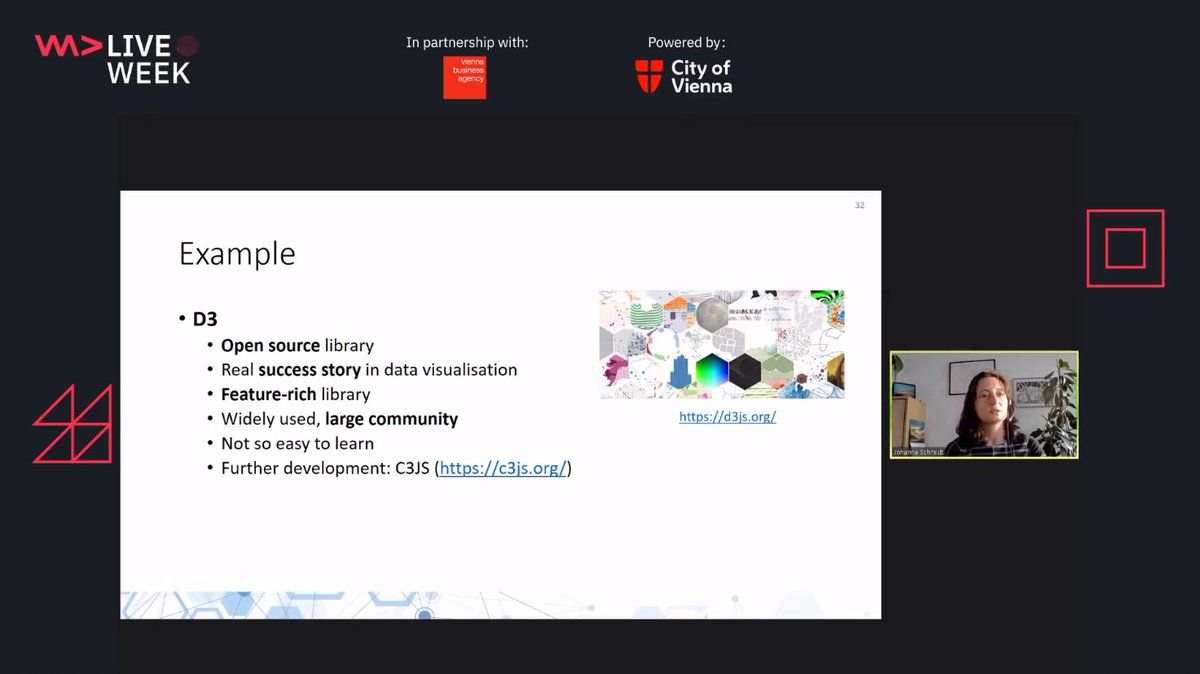 LIVE
WEEK
In partnership with:
vienna
business
agency
Powered by:
City of
Vienna
32
Example
• D3
• Open source library
• Real success story in data visualisation
• Feature-rich library
• Widely used, large community
• Not so easy to learn
• Further development: C3JS (https://c3js.org/)
https://d3js.org/
Johanna Schmidt